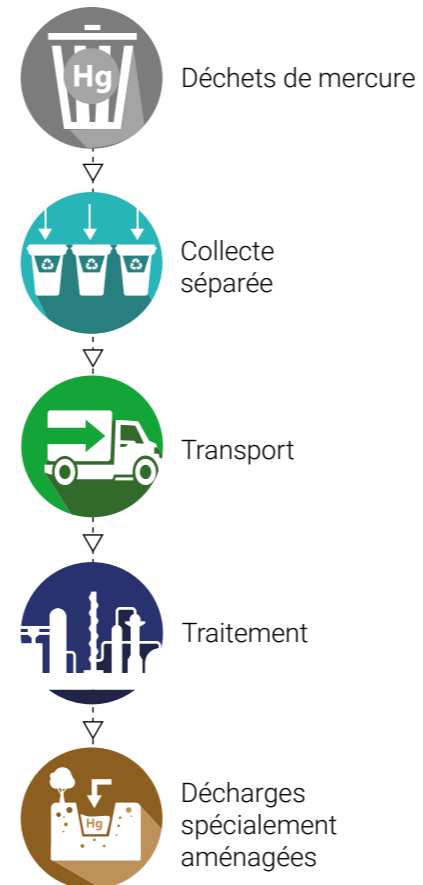 Hg
Déchets de mercure
Collecte
séparée
Transport
Traitement
Hg
Décharges
spécialement
aménagées